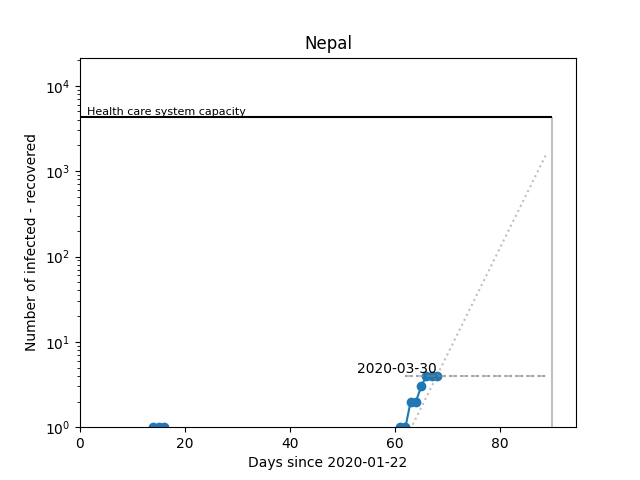 Nepal
Number of infected - recovered
10⁴
10³
10²
10¹
10⁰
Health care system capacity
2020-03-30
0 20 40 60 80
Days since 2020-01-22